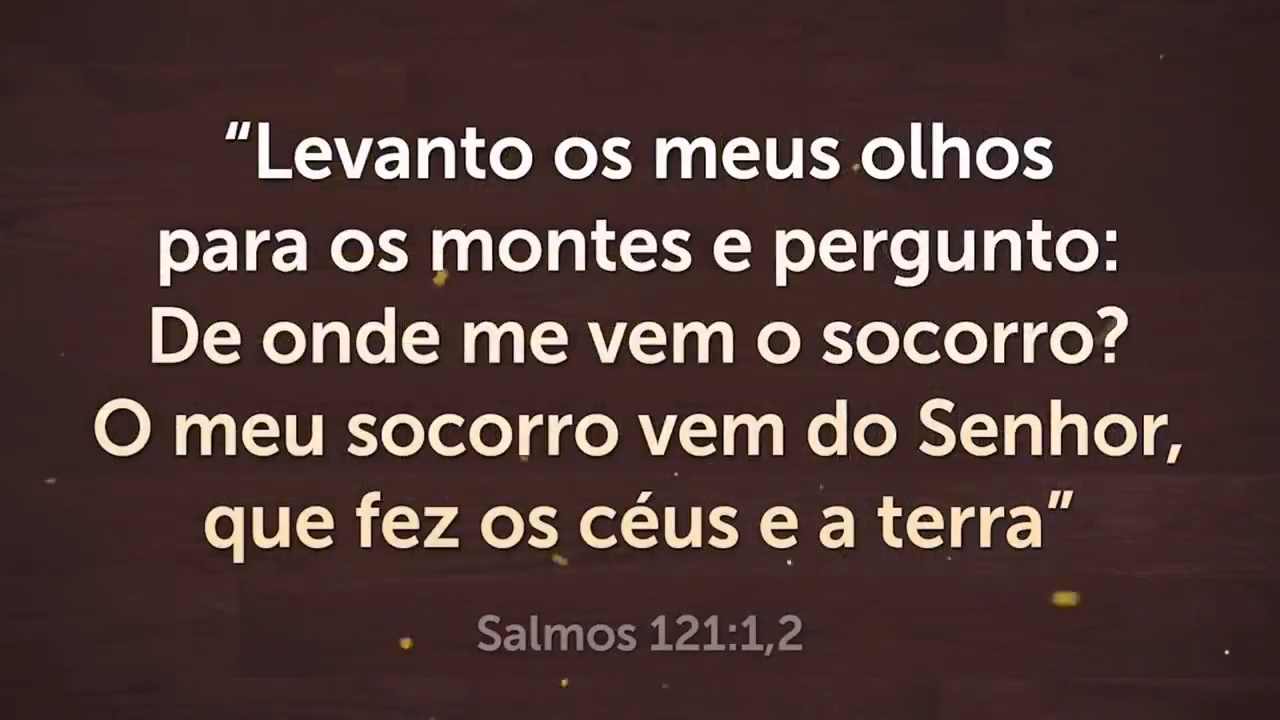 “Levanto os meus olhos
para os montes e pergunto:
De onde me vem o socorro?
O meu socorro vem do Senhor,
que fez os céus e a terra”
Salmos 121:1,2